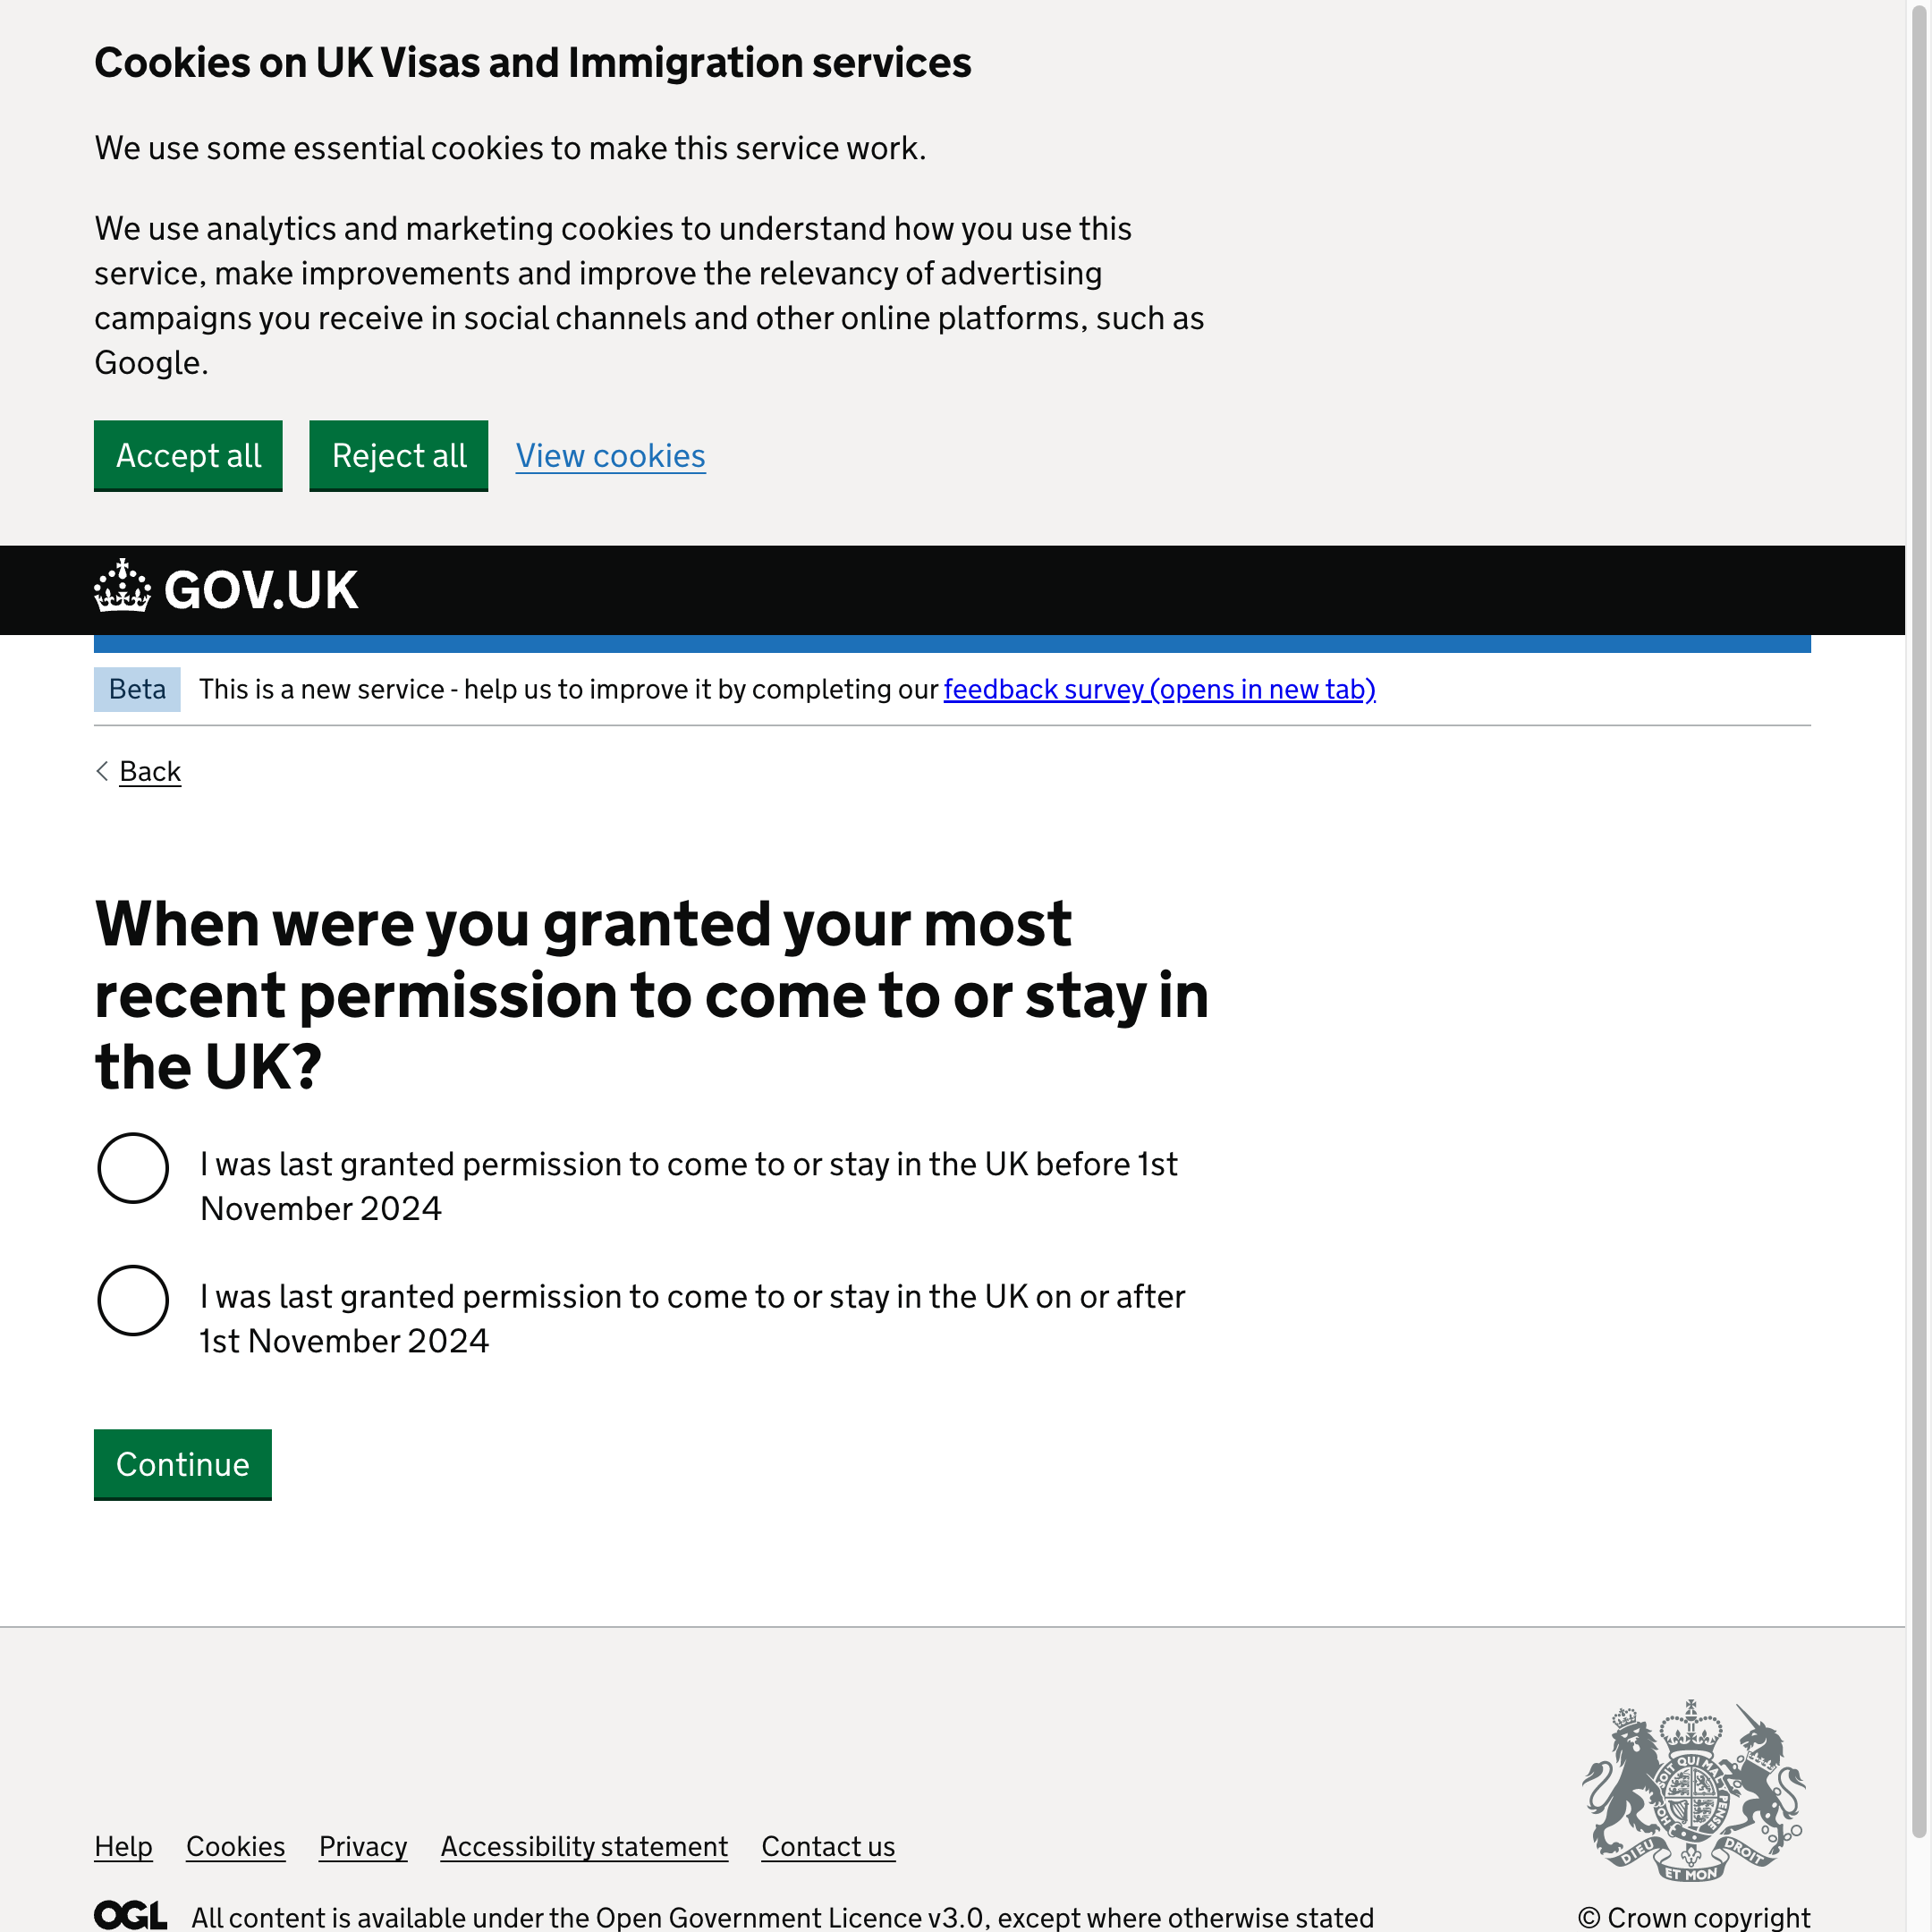 Cookies on UK Visas and Immigration services
We use some essential cookies to make this service work.
We use analytics and marketing cookies to understand how you use this
service, make improvements and improve the relevancy of advertising
campaigns you receive in social channels and other online platforms, such as
Google.
Accept all Reject all View cookies
GOV.UK
Beta This is a new service - help us to improve it by completing our feedback survey (opens in new tab)
Back
When were you granted your most
recent permission to come to or stay in
the UK?
I was last granted permission to come to or stay in the UK before 1st
November 2024
I was last granted permission to come to or stay in the UK on or after
1st November 2024
Continue
Help Cookies Privacy Accessibility statement Contact us
DIEU ET MON DROIT
OGL All content is available under the Open Government Licence v3.0, except where otherwise stated
© Crown copyright